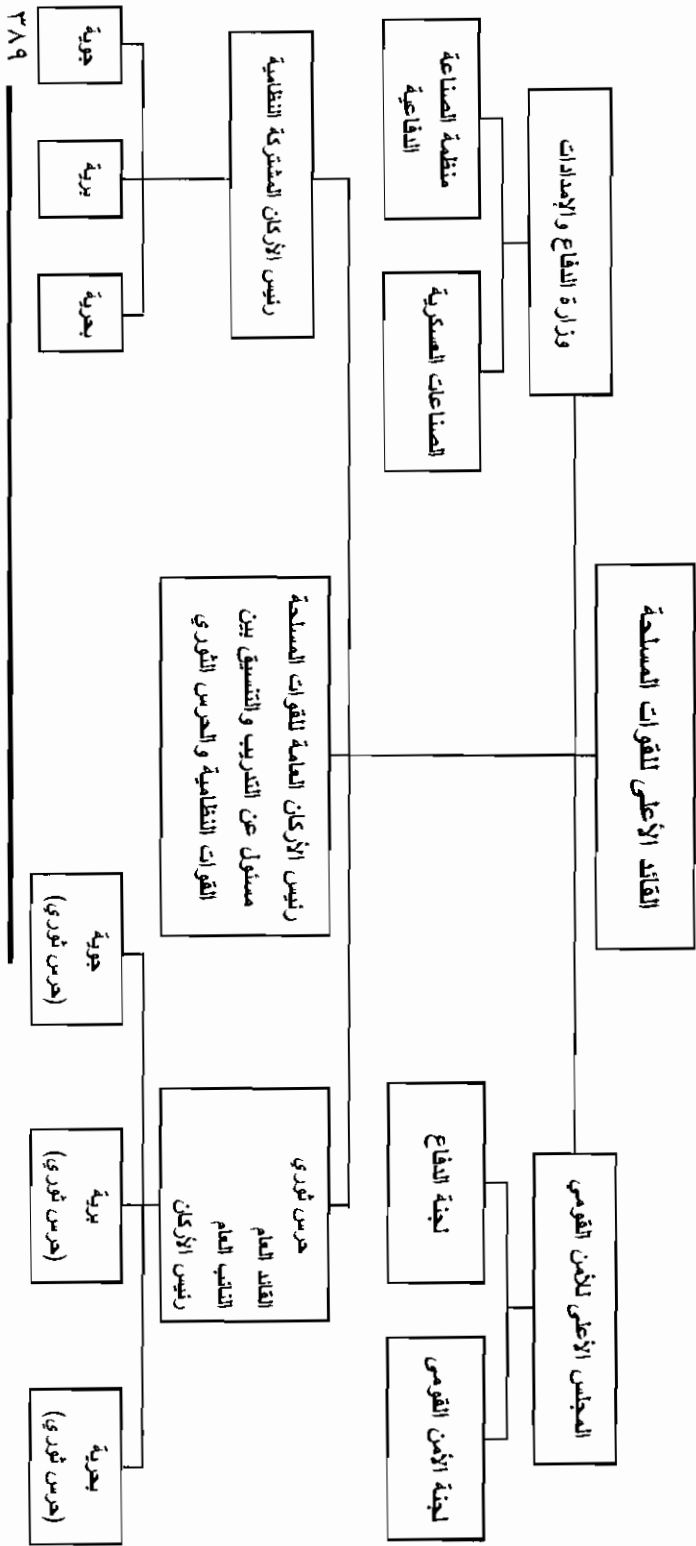 القائد الأعلى للقوات المسلحة
المجلس الأعلى للأمن القومي
وزارة الدفاع والإمدادات
لجنة الأمن القومى
لجنة الدفاع
الصناعات العسكرية
منظمة الصناعة
الدفاعية
حرس ثوري
القائد العام
النائب العام
رئيس الأركان
رئيس الأركان العامة للقوات المسلحة
مسئول عن التدريب والتنسيق بين
القوات النظامية والحرس الثوري
رئيس الأركان المشتركة النظامية
بحرية
(حرس ثوري)
برية
(حرس ثوري)
جوية
(حرس ثوري)
بحرية
برية
جوية
٣٨٩